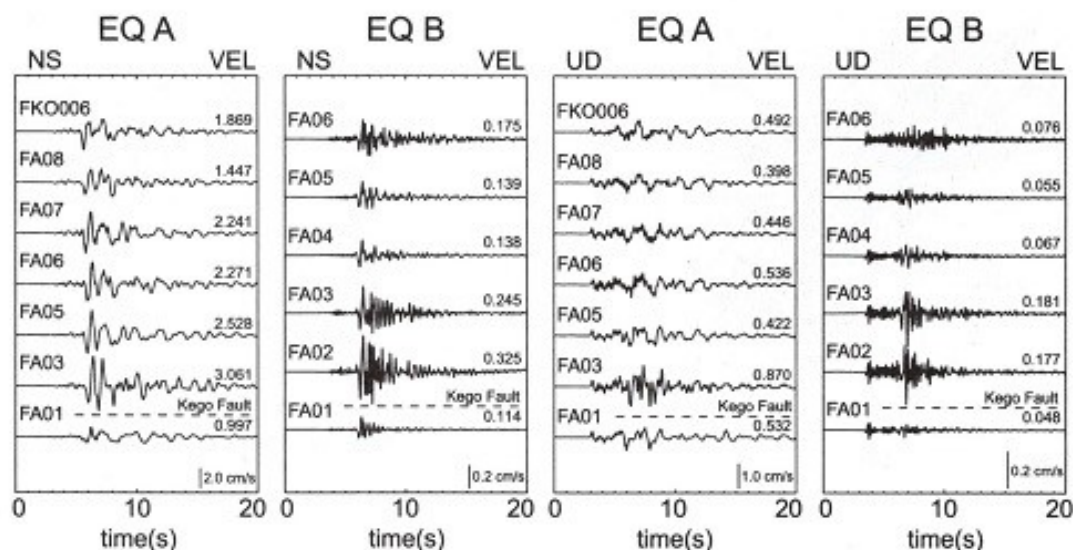 EQ A
NS VEL
FKO006
1.869
FA08
1.447
FA07
2.241
FA06
2.271
FA05
2.528
FA03
3.061
Kego Fault
FA01
0.997
2.0 cm/s
0 10 20
time(s)
EQ B
NS VEL
FA06
0.175
FA05
0.139
FA04
0.138
FA03
0.245
FA02
0.325
Kego Fault
FA01
0.114
0.2 cm/s
0 10 20
time(s)
EQ A
UD VEL
FKO006
0.492
FA08
0.398
FA07
0.446
FA06
0.536
FA05
0.422
FA03
0.870
Kego Fault
FA01
0.532
1.0 cm/s
0 10 20
time(s)
EQ B
UD VEL
FA06
0.076
FA05
0.055
FA04
0.067
FA03
0.181
FA02
0.177
Kego Fault
FA01
0.048
0.2 cm/s
0 10 20
time(s)